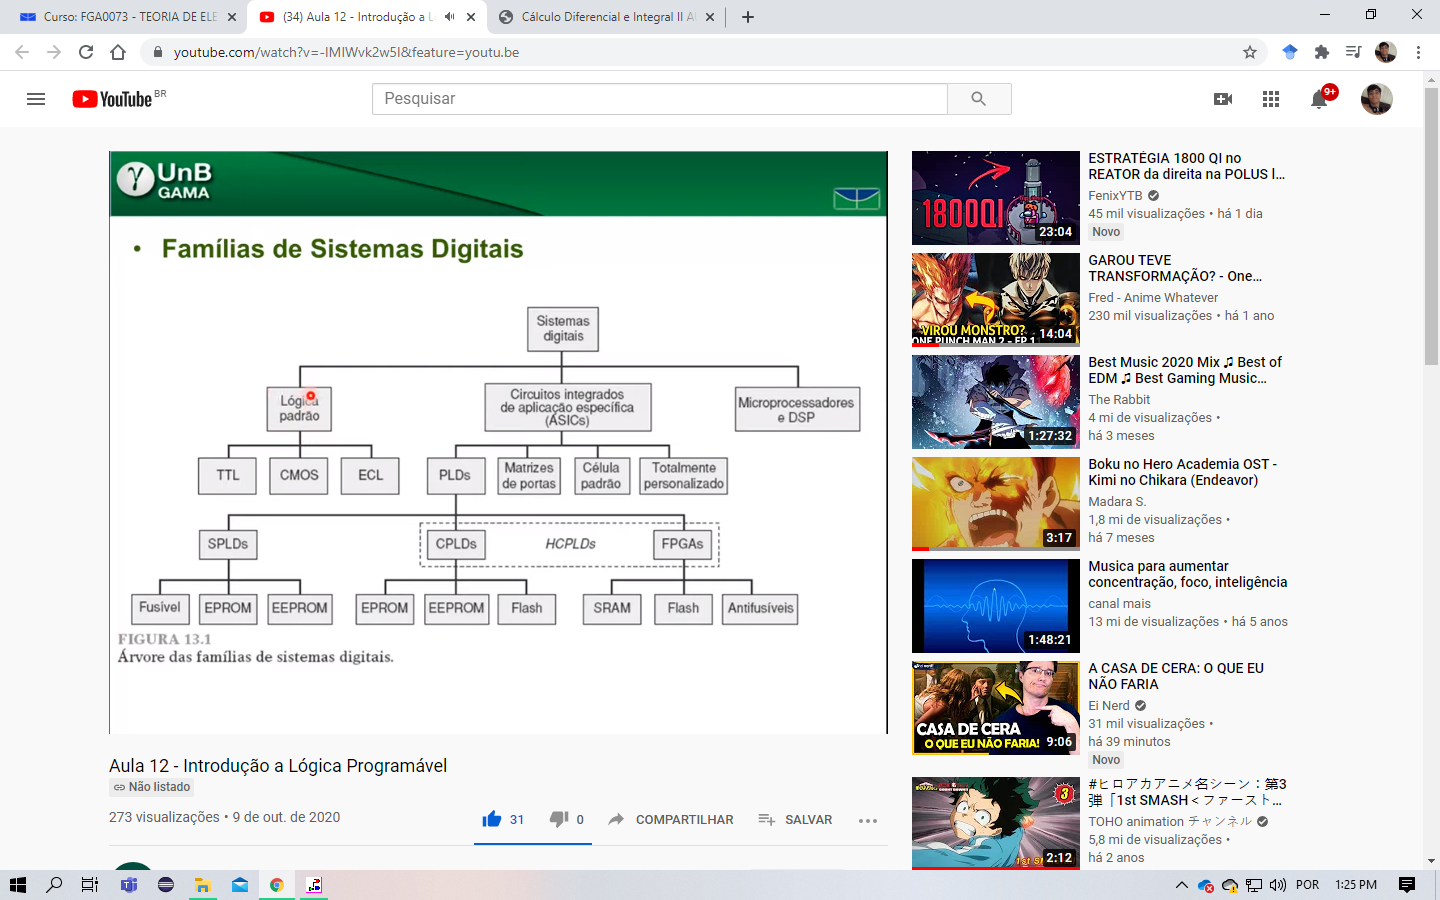 Curso: FGA0073 - TEORIA DE ELE
(34) Aula 12 - Introdução a L
Cálculo Diferencial e Integral II A
youtube.com/watch?v=-IMIWvk2w5I&feature=youtu.be
YouTube BR
Pesquisar
9+
UnB
GAMA
• Famílias de Sistemas Digitais
Sistemas
digitais
Lógica
padrão
Circuitos integrados
de aplicação específica
(ASICs)
Microprocessadores
e DSP
TTL
CMOS
ECL
PLDs
Matrizes
de portas
Célula
padrão
Totalmente
personalizado
SPLDs
CPLDs
HCPLDs
FPGAs
Fusível
EPROM
EEPROM
EPROM
EEPROM
Flash
SRAM
Flash
Antifusíveis
FIGURA 13.1
Árvore das famílias de sistemas digitais.
Aula 12 - Introdução a Lógica Programável
Não listado
273 visualizações • 9 de out. de 2020
31
0
COMPARTILHAR
SALVAR
1800QI
23:04
ESTRATÉGIA 1800 QI no
REATOR da direita na POLUS l...
FenixYTB
45 mil visualizações • há 1 dia
Novo
VIROU MONSTRO?
ONE PUNCH MAN 2 - EP 1
14:04
GAROU TEVE
TRANSFORMAÇÃO? - One...
Fred - Anime Whatever
230 mil visualizações • há 1 ano
1:27:32
Best Music 2020 Mix ♫ Best of
EDM ♫ Best Gaming Music...
The Rabbit
4 mi de visualizações •
há 3 meses
3:17
Boku no Hero Academia OST -
Kimi no Chikara (Endeavor)
Madara S.
1,8 mi de visualizações •
há 7 meses
1:48:21
Musica para aumentar
concentração, foco, inteligência
canal mais
13 mi de visualizações • há 5 anos
CASA DE CERA:
O QUE EU NÃO FARIA!
9:06
A CASA DE CERA: O QUE EU
NÃO FARIA
Ei Nerd
31 mil visualizações •
há 39 minutos
Novo
3
1st SMASH
2:12
#ヒロアカアニメ名シーン：第3
弾「1st SMASH＜ファースト...
TOHO animation チャンネル
5,8 mi de visualizações •
há 2 anos
POR
1:25 PM